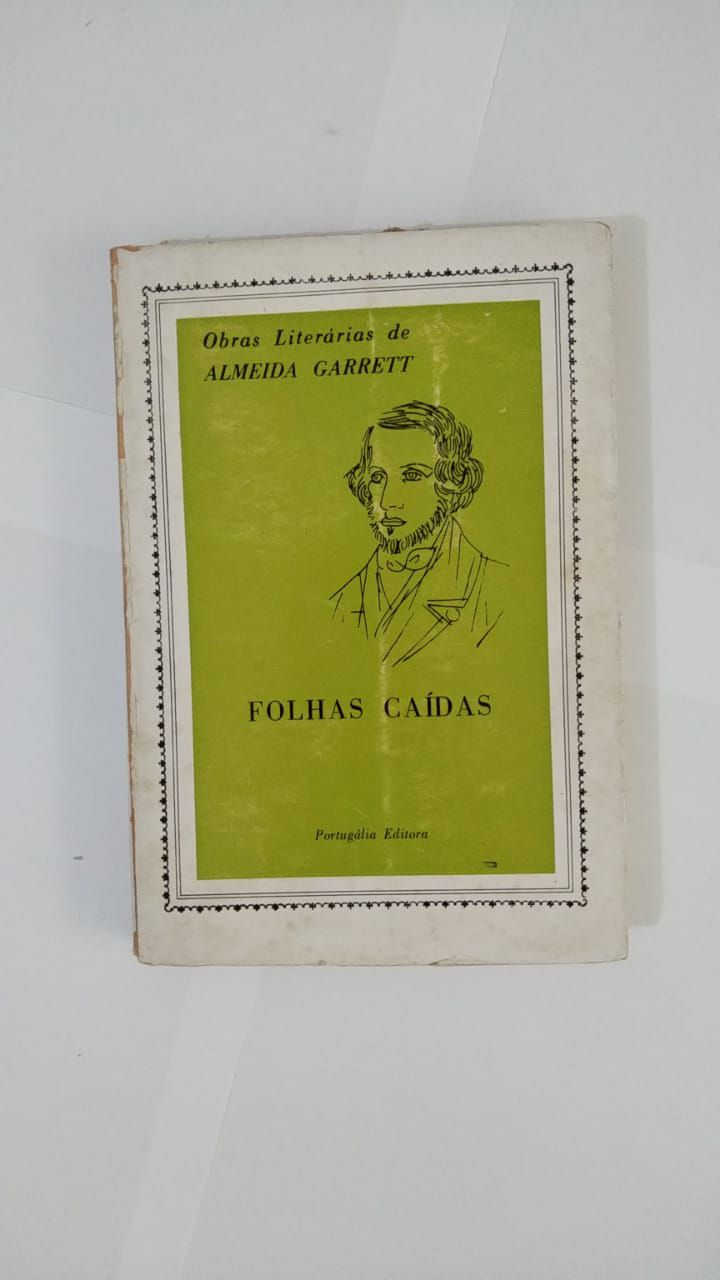 Obras Literárias de
ALMEIDA GARRETT
FOLHAS CAÍDAS
Portugália Editora